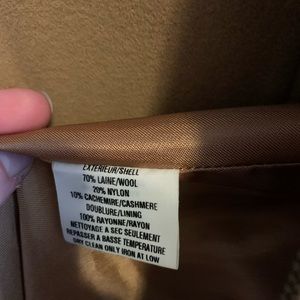 EXTERIEUR/SHELL
70% LAINE/WOOL
20% NYLON
10% CACHEMIRE/CASHMERE
DOUBLURE/LINING
100% RAYONNE/RAYON
NETTOYAGE A SEC SEULEMENT
REPASSER A BASSE TEMPERATURE
DRY CLEAN ONLY IRON AT LOW